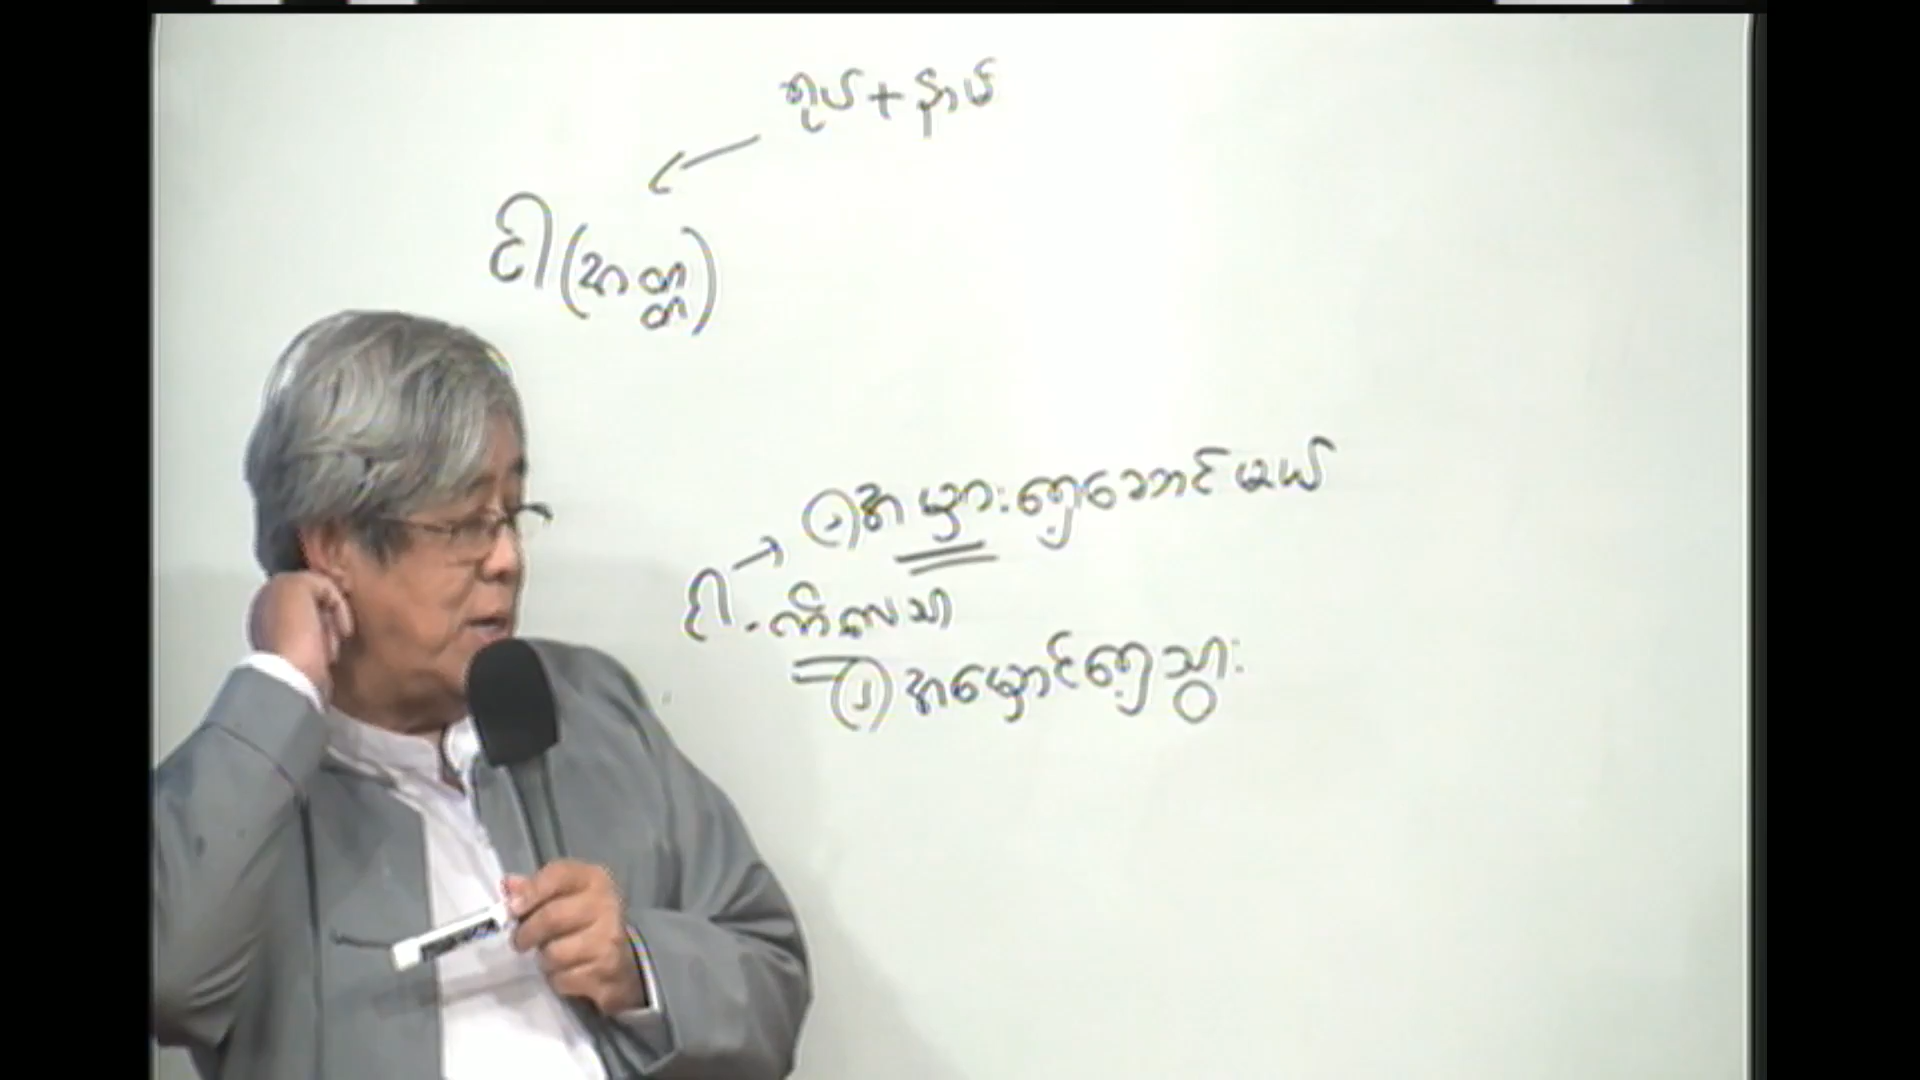 ရုပ် + နာမ်
ငါ (အတ္တ)
(၁) အမှားရှေ့ဆောင်မယ်
ငါ - ကိလေသာ
(၂) အမှောင်ရှေ့သွား